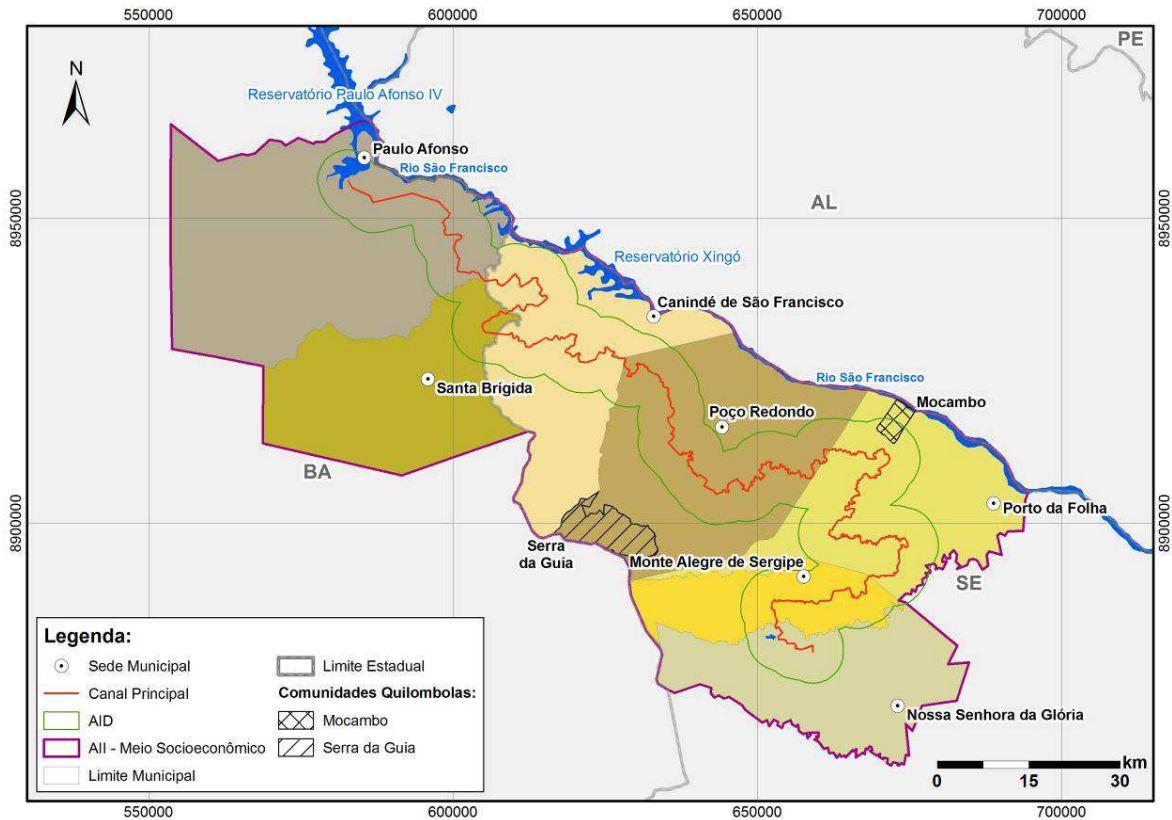 550000
600000
650000
700000
PE
N
Reservatório Paulo Afonso IV
Paulo Afonso
Rio São Francisco
8950000
8950000
AL
Reservatório Xingó
Canindé de São Francisco
Santa Brígida
Rio São Francisco
Mocambo
Poço Redondo
BA
8900000
8900000
Porto da Folha
Serra
da Guia
Monte Alegre de Sergipe
SE
Nossa Senhora da Glória
Legenda:
Sede Municipal
Canal Principal
AID
AII - Meio Socioeconômico
Limite Municipal
Limite Estadual
Comunidades Quilombolas:
Mocambo
Serra da Guia
km
0 15 30
550000
600000
650000
700000